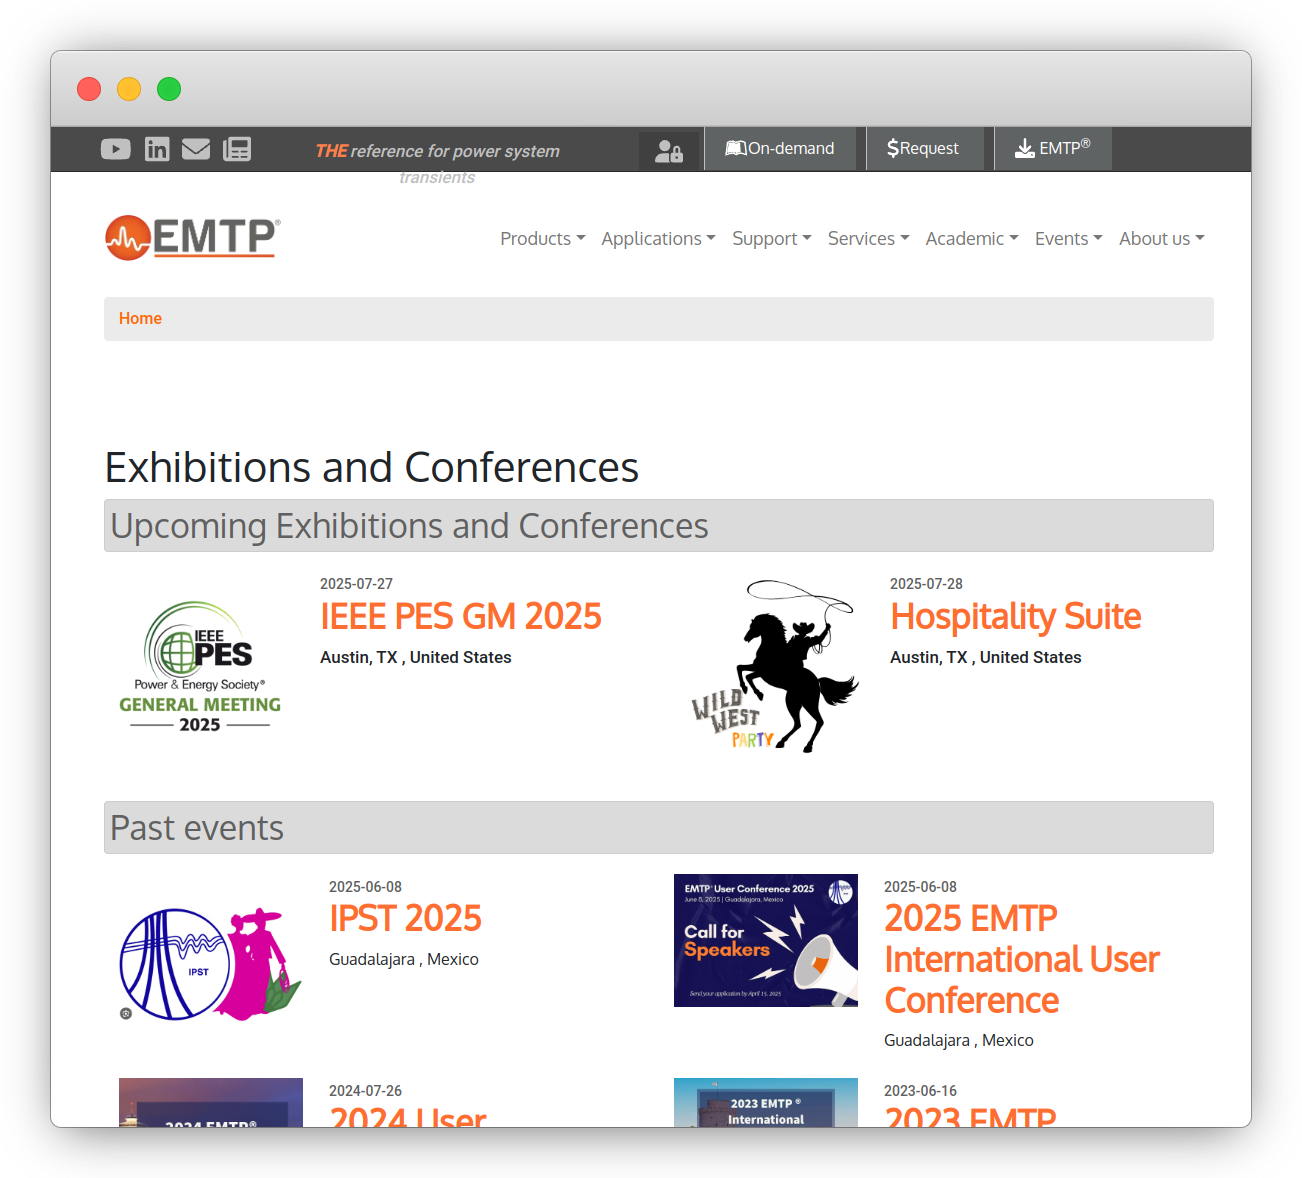 THE reference for power system
transients
On-demand
$Request
EMTP®
EMTP®
Products
Applications
Support
Services
Academic
Events
About us
Home
Exhibitions and Conferences
Upcoming Exhibitions and Conferences
IEEE
PES
Power & Energy Society®
GENERAL MEETING
2025
2025-07-27
IEEE PES GM 2025
Austin, TX , United States
WILD
WEST
PARTY
2025-07-28
Hospitality Suite
Austin, TX , United States
Past events
IPST
2025-06-08
IPST 2025
Guadalajara , Mexico
EMTP® User Conference 2025
June 8, 2025 | Guadalajara, Mexico
Call for
Speakers
Send your application by April 15, 2025
2025-06-08
2025 EMTP
International User
Conference
Guadalajara , Mexico
2024 EMTP®
2024-07-26
2024 User
2023 EMTP ®
International
2023-06-16
2023 EMTP